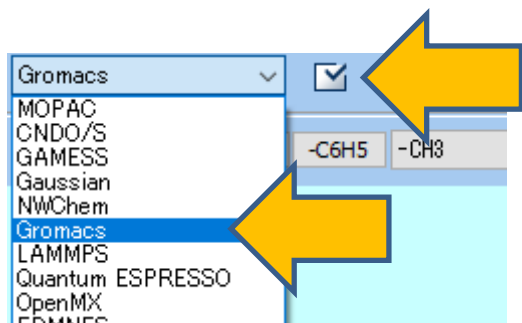 Gromacs
MOPAC
CNDO/S
GAMESS
-C6H5
-CH3
Gaussian
NWChem
Gromacs
LAMMPS
Quantum ESPRESSO
OpenMX